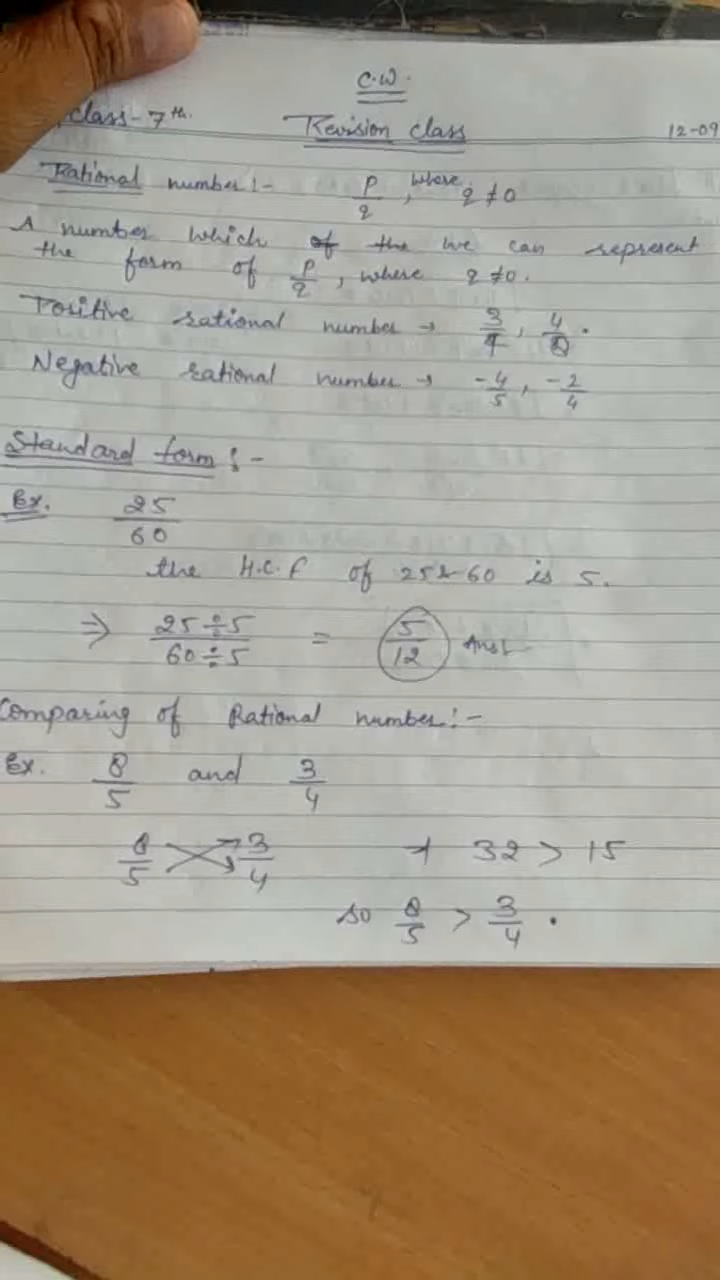 C.W.
Class - 7th. Revision class 12-09
Rational number :- p/q , where q ≠ 0
A number which of the we can represent
the form of p/q , where q ≠ 0.
Positive rational number → 3/4 , 4/8 .
Negative rational number → -4/5 , -2/4
Standard form :-
Ex. 25/60
the H.C.F of 25 & 60 is 5.
⇒ 25÷5/60÷5 = 5/12 Ans.
Comparing of Rational number :-
Ex. 8/5 and 3/4
8/5 3/4 → 32 > 15
so 8/5 > 3/4 .